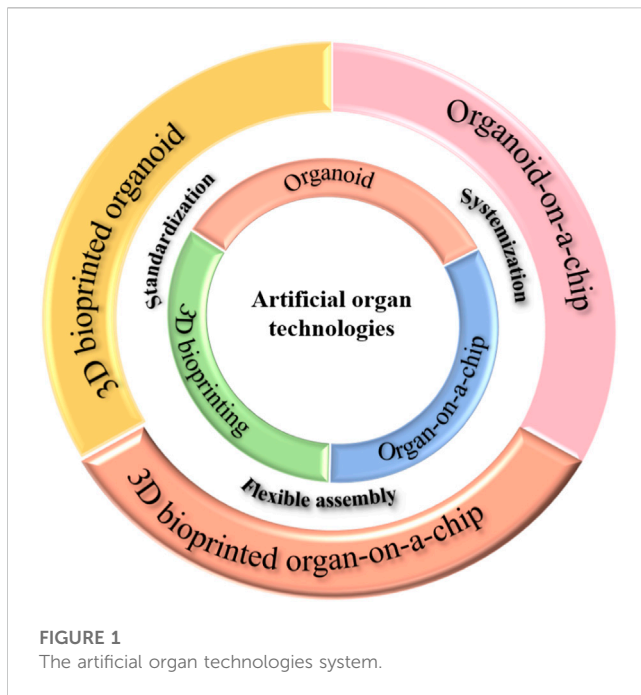 3D bioprinted organoid
Organoid-on-a-chip
3D bioprinted organ-on-a-chip
Standardization
Systemization
Flexible assembly
Organoid
3D bioprinting
Organ-on-a-chip
Artificial organ
technologies
FIGURE 1
The artificial organ technologies system.